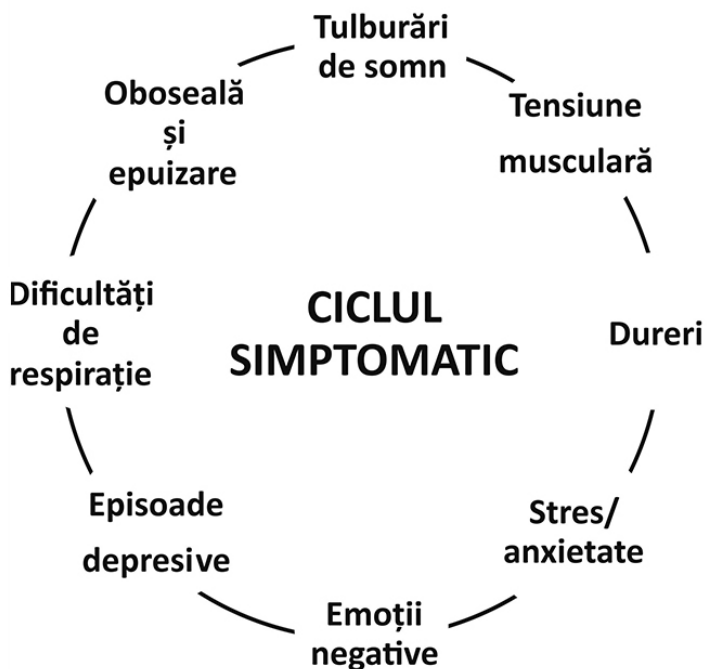 Tulburări
de somn
Tensiune
musculară
Dureri
Stres/
anxietate
Emoții
negative
Episoade
depresive
Dificultăți
de
respirație
Oboseală
și
epuizare
CICLUL
SIMPTOMATIC